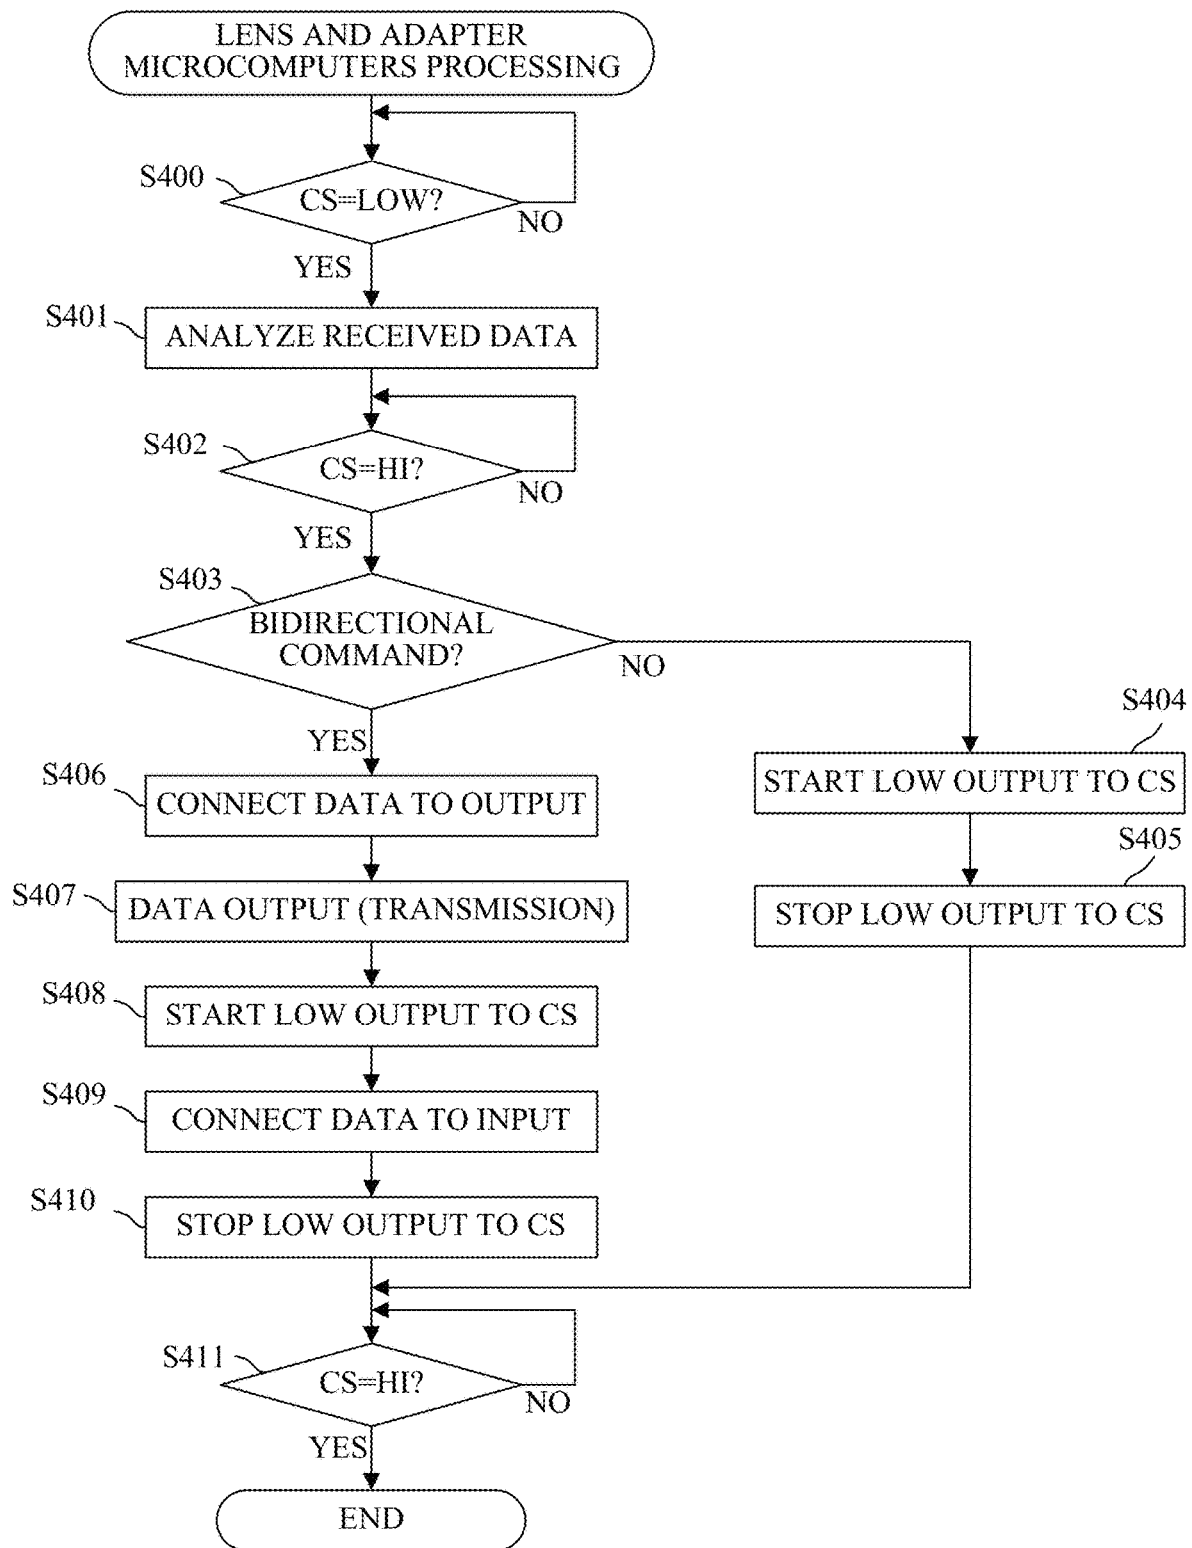 LENS AND ADAPTER
MICROCOMPUTERS PROCESSING
S400
CS=LOW?
NO
YES
S401
ANALYZE RECEIVED DATA
S402
CS=HI?
NO
YES
S403
BIDIRECTIONAL
COMMAND?
NO
YES
S404
START LOW OUTPUT TO CS
S405
STOP LOW OUTPUT TO CS
S406
CONNECT DATA TO OUTPUT
S407
DATA OUTPUT (TRANSMISSION)
S408
START LOW OUTPUT TO CS
S409
CONNECT DATA TO INPUT
S410
STOP LOW OUTPUT TO CS
S411
CS=HI?
NO
YES
END